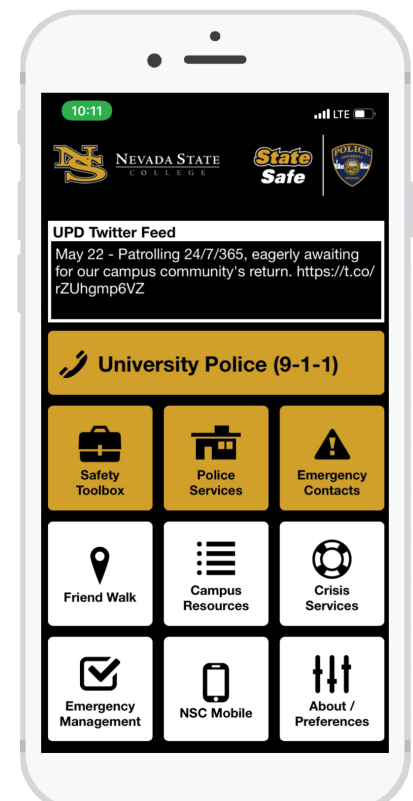 10:11
LTE
NS
NEVADA STATE
COLLEGE
State
Safe
POLICE
UPD Twitter Feed
May 22 - Patrolling 24/7/365, eagerly awaiting
for our campus community's return. https://t.co/
rZUhgmp6VZ
University Police (9-1-1)
Safety
Toolbox
Police
Services
Emergency
Contacts
Friend Walk
Campus
Resources
Crisis
Services
Emergency
Management
NSC Mobile
About /
Preferences